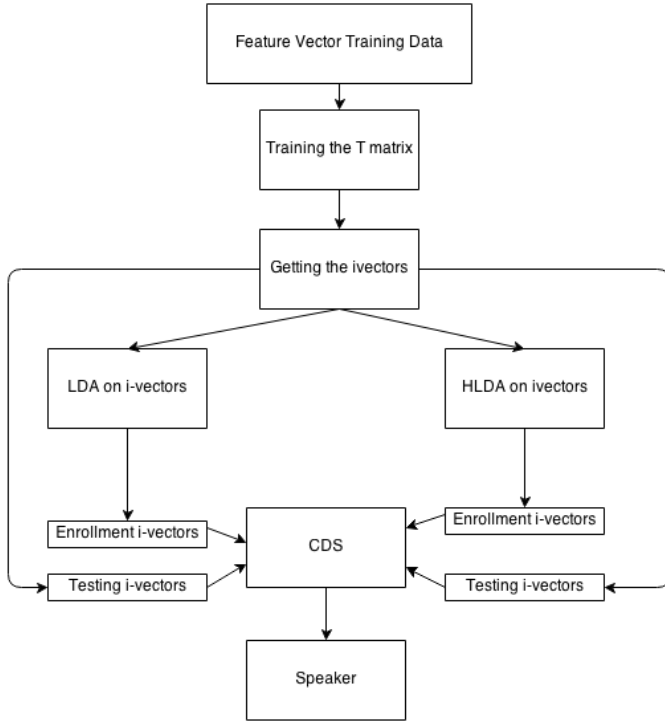 Feature Vector Training Data
Training the T matrix
Getting the ivectors
LDA on i-vectors
HLDA on ivectors
Enrollment i-vectors
CDS
Enrollment i-vectors
Testing i-vectors
Testing i-vectors
Speaker